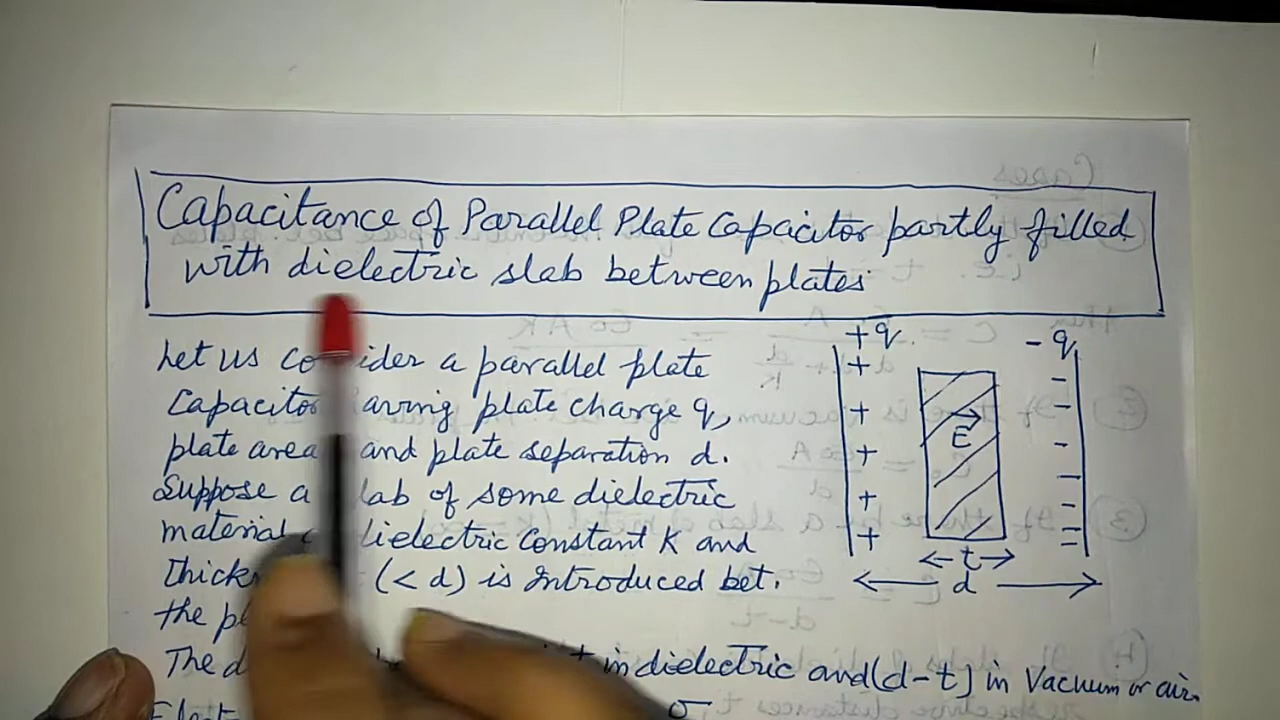 Capacitance of Parallel Plate Capacitor partly filled
with dielectric slab between plates
Let us consider a parallel plate
Capacitor having plate charge q,
plate area and plate separation d.
Suppose a slab of some dielectric
material dielectric Constant K and
thick (< d) is introduced bet.
the
+q
-q
E
t
d
The in dielectric and (d-t) in Vacuum or air.
σ